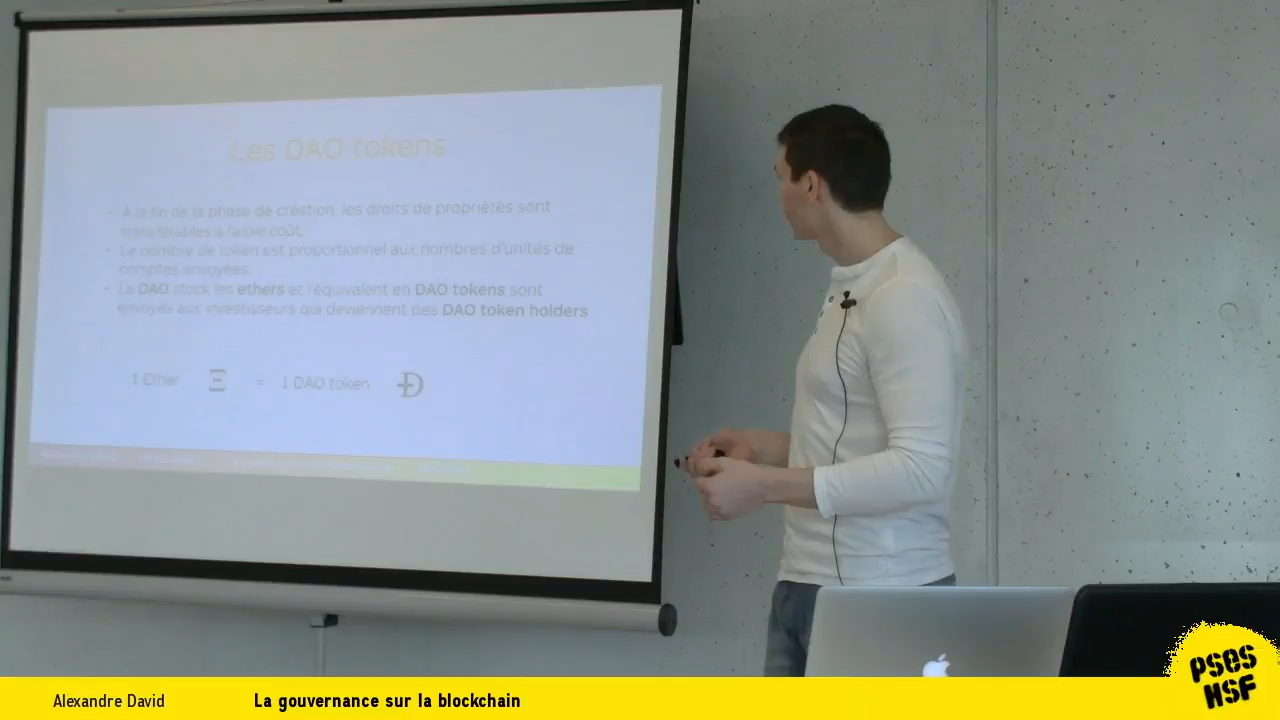 Les DAO tokens
- À la fin de la phase de création, les droits de propriétés sont
transférables à faible coût.
- Le nombre de token est proportionnel aux nombres d'unités de
comptes envoyées.
- La DAO stock les ethers et l'équivalent en DAO tokens sont
envoyés aux investisseurs qui deviennent des DAO token holders
1 Ether Ξ = 1 DAO token Ð
PSES
HSF
Alexandre David La gouvernance sur la blockchain